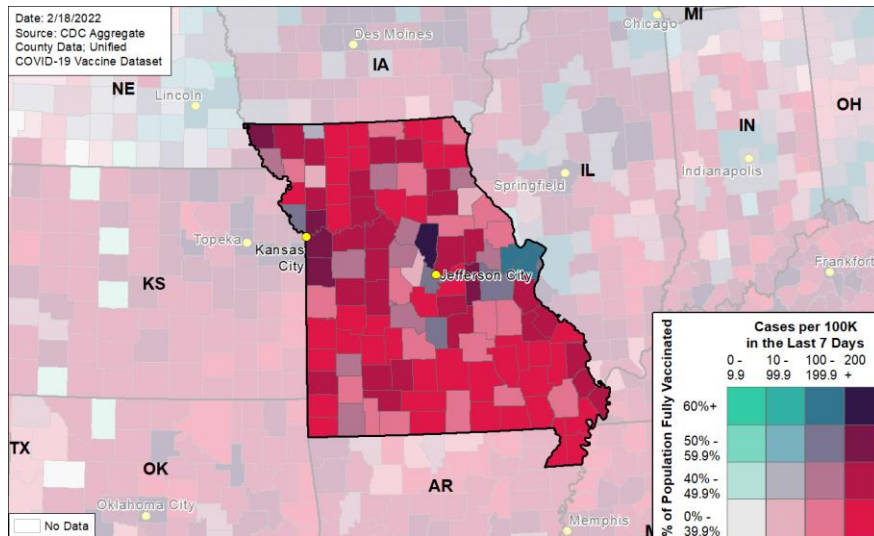 Date: 2/18/2022
Source: CDC Aggregate
County Data; Unified
COVID-19 Vaccine Dataset
Des Moines
Chicago
MI
IA
NE
Lincoln
OH
IN
IL
Springfield
Indianapolis
Topeka
Kansas
City
Jefferson City
Frankfort
KS
TX
OK
Oklahoma City
AR
Memphis
No Data
Cases per 100K
in the Last 7 Days
0 - 10 - 100 - 200
9.9 99.9 199.9 +
% of Population Fully Vaccinated
60%+
50% -
59.9%
40% -
49.9%
0% -
39.9%